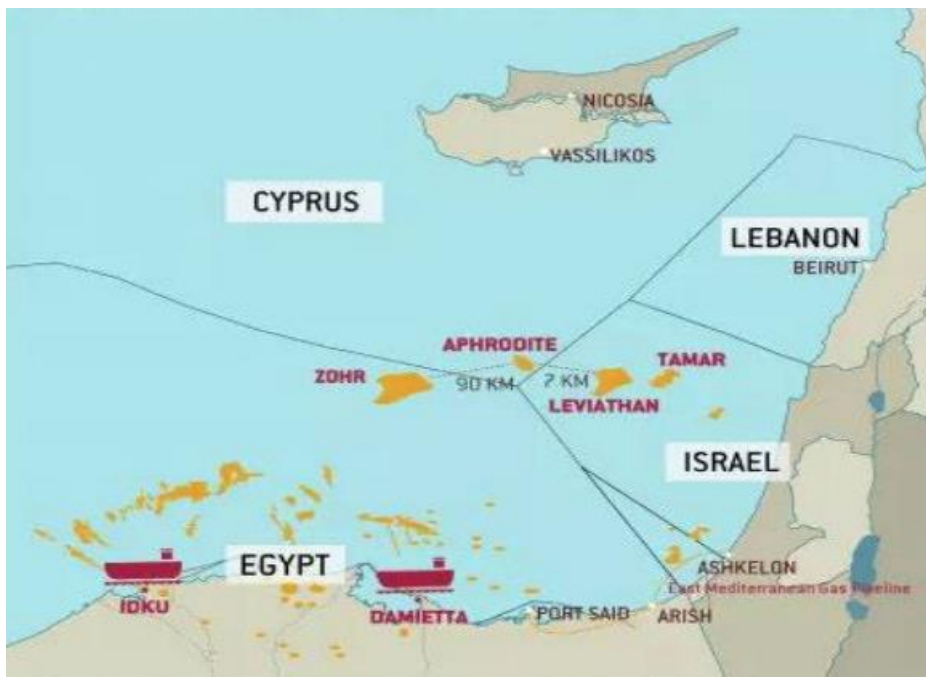 NICOSIA
VASSILIKOS
CYPRUS
LEBANON
BEIRUT
APHRODITE
ZOHR
90 KM
7 KM
TAMAR
LEVIATHAN
ISRAEL
EGYPT
ASHKELON
East Mediterranean Gas Pipeline
IDKU
DAMIETTA
PORT SAID
ARISH